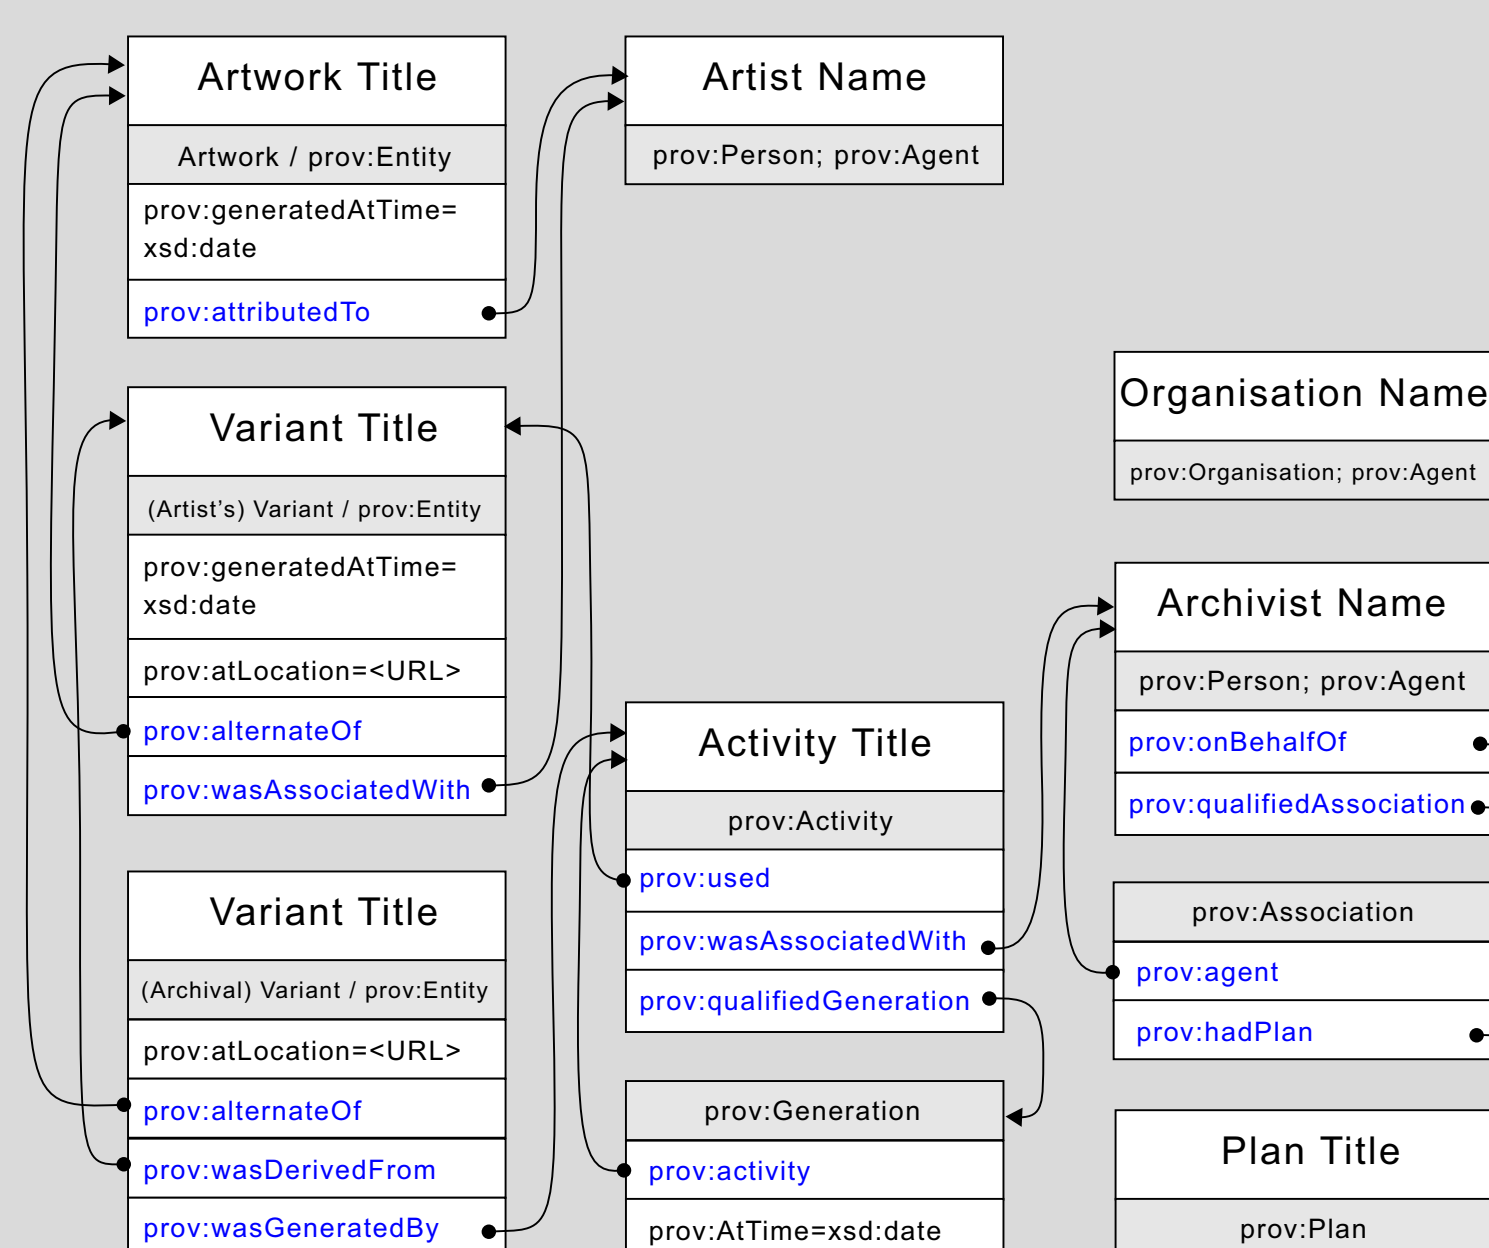 Artwork Title
Artwork / prov:Entity
prov:generatedAtTime=
xsd:date
prov:attributedTo
Artist Name
prov:Person; prov:Agent
Variant Title
(Artist’s) Variant / prov:Entity
prov:generatedAtTime=
xsd:date
prov:atLocation=<URL>
prov:alternateOf
prov:wasAssociatedWith
Variant Title
(Archival) Variant / prov:Entity
prov:atLocation=<URL>
prov:alternateOf
prov:wasDerivedFrom
prov:wasGeneratedBy
Activity Title
prov:Activity
prov:used
prov:wasAssociatedWith
prov:qualifiedGeneration
prov:Generation
prov:activity
prov:AtTime=xsd:date
Organisation Name
prov:Organisation; prov:Agent
Archivist Name
prov:Person; prov:Agent
prov:onBehalfOf
prov:qualifiedAssociation
prov:Association
prov:agent
prov:hadPlan
Plan Title
prov:Plan